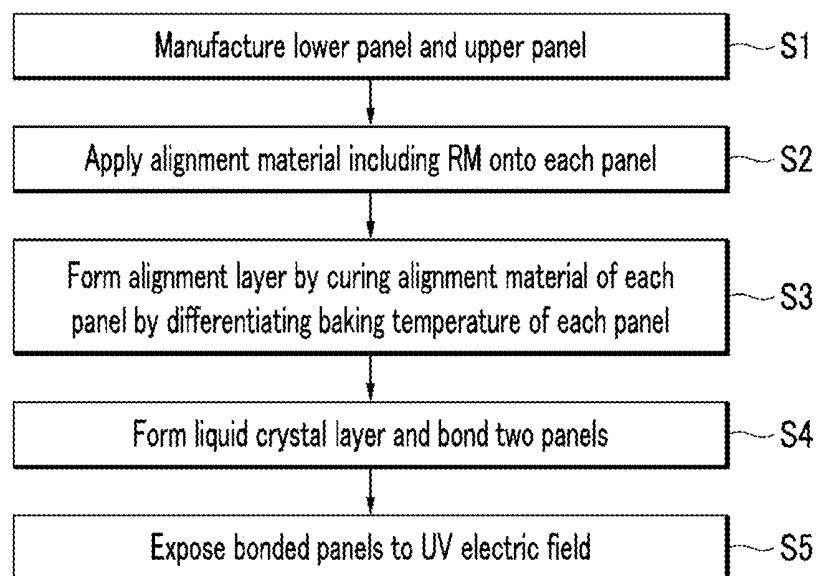 Manufacture lower panel and upper panel
S1
Apply alignment material including RM onto each panel
S2
Form alignment layer by curing alignment material of each
panel by differentiating baking temperature of each panel
S3
Form liquid crystal layer and bond two panels
S4
Expose bonded panels to UV electric field
S5